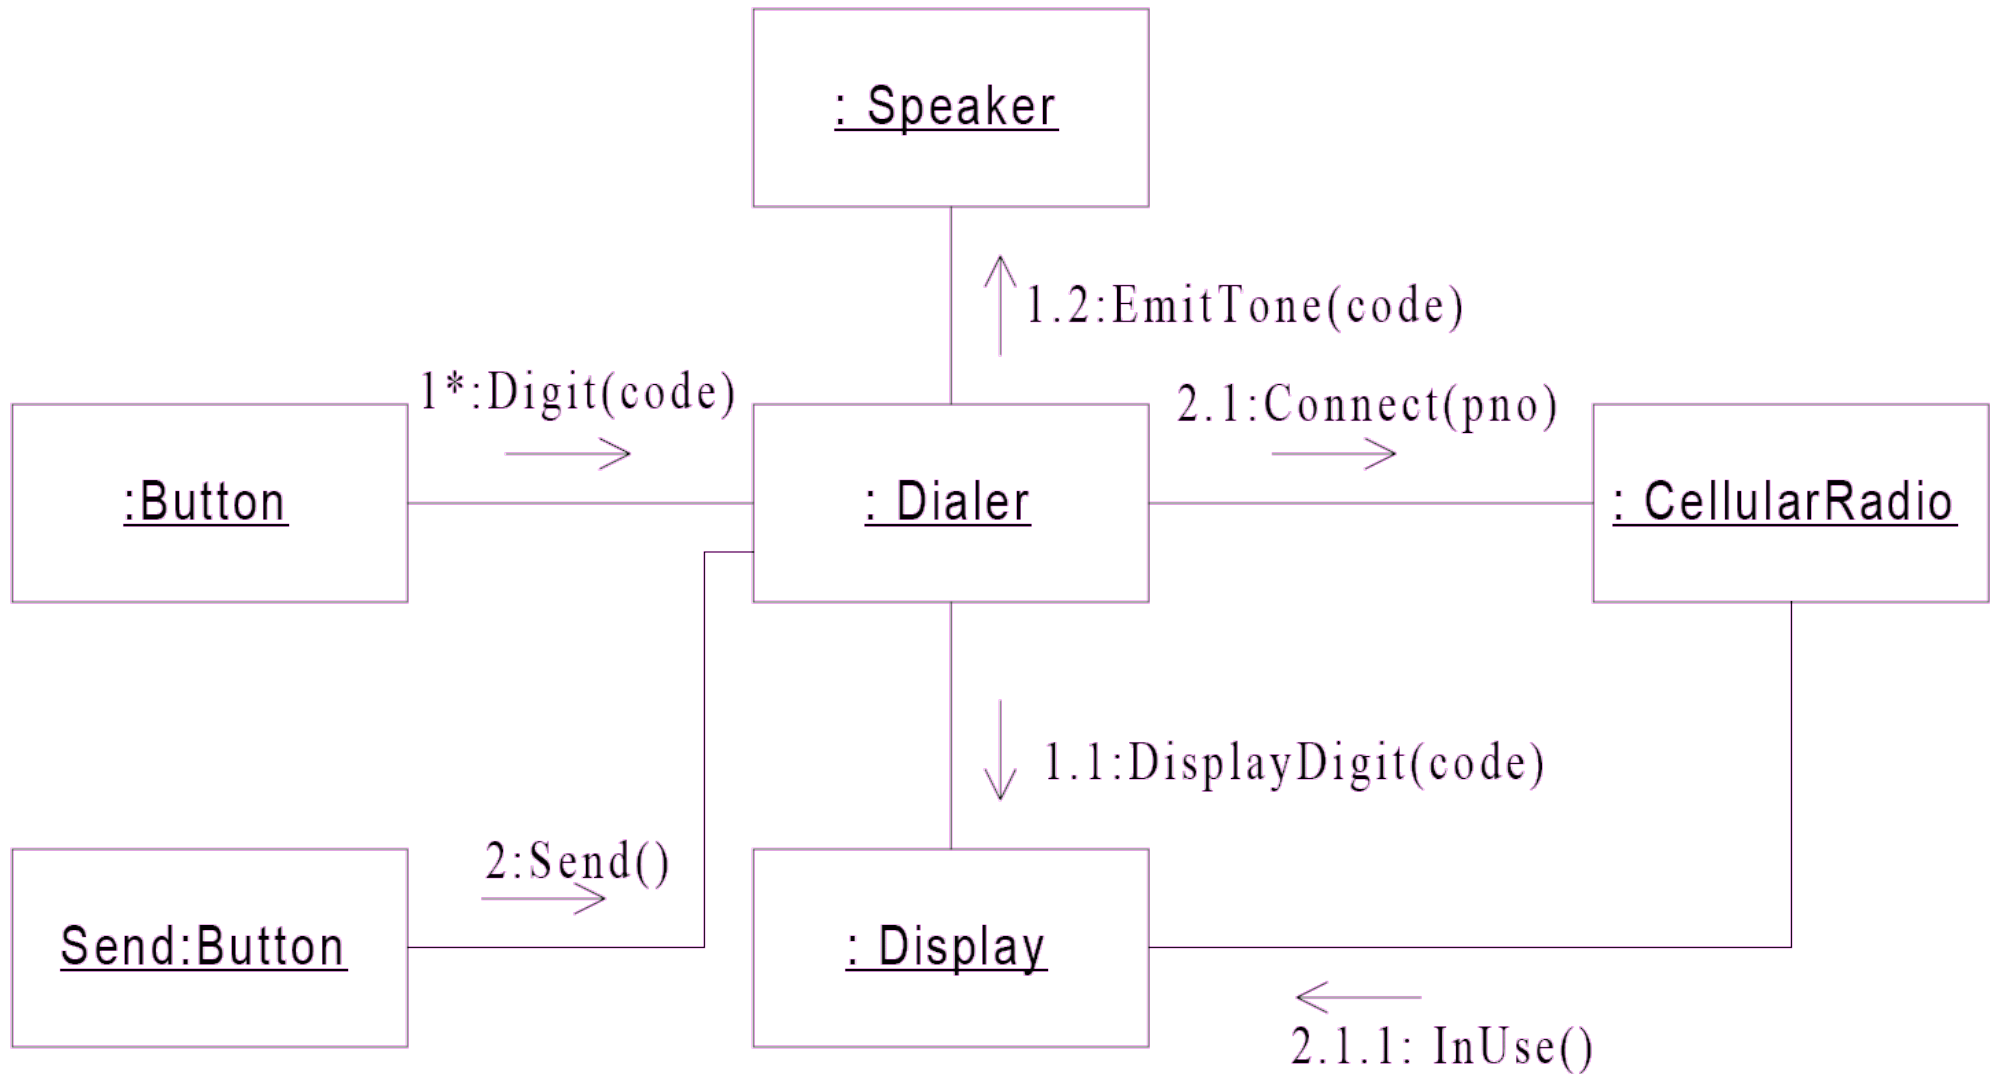 : Speaker
1.2:EmitTone(code)
1*:Digit(code)
2.1:Connect(pno)
:Button
: Dialer
: CellularRadio
1.1:DisplayDigit(code)
2:Send()
Send:Button
: Display
2.1.1: InUse()